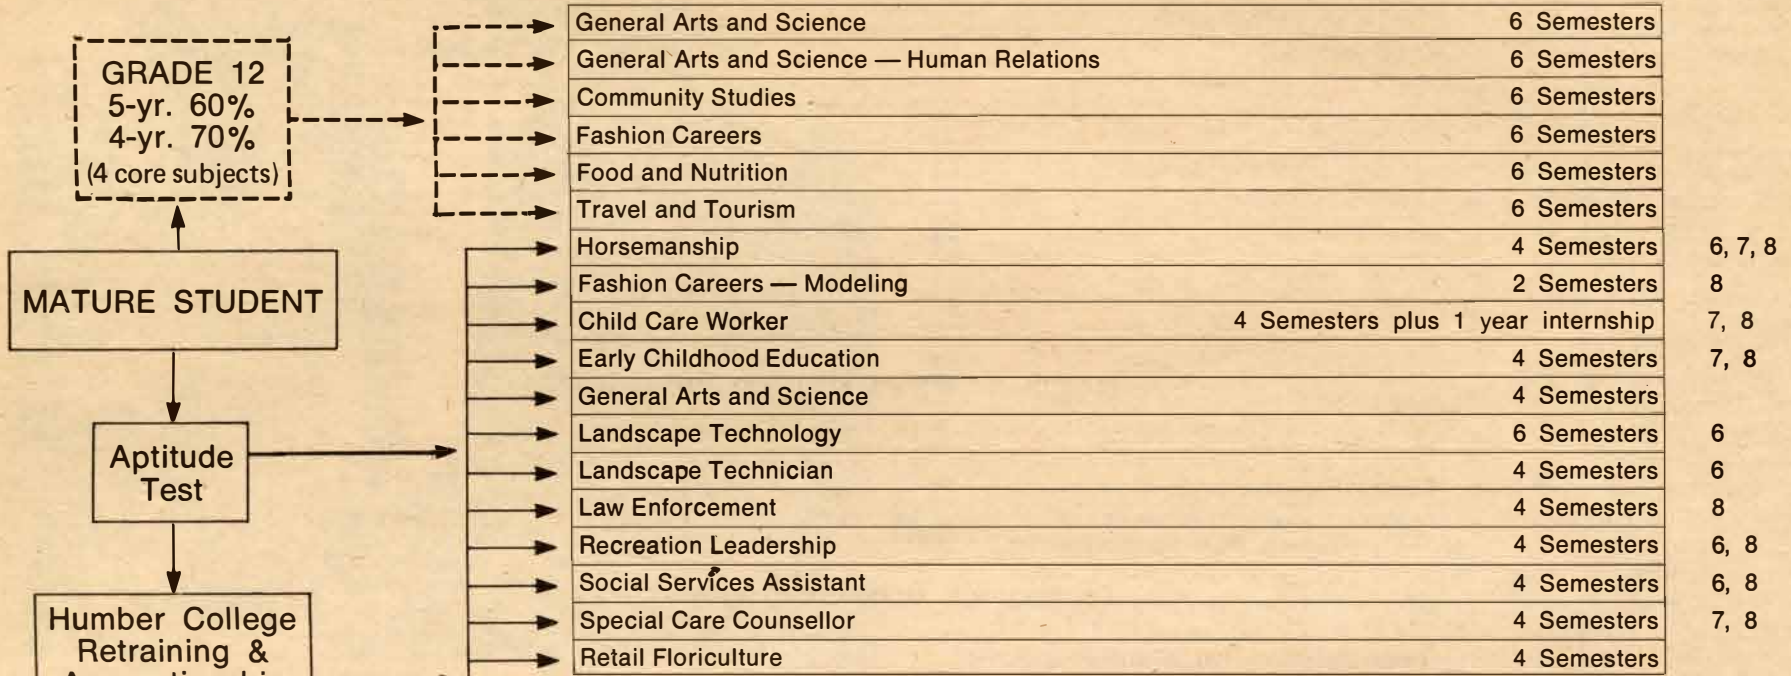 GRADE 12
5-yr. 60%
4-yr. 70%
(4 core subjects)
MATURE STUDENT
Aptitude
Test
Humber College
Retraining &
General Arts and Science 6 Semesters
General Arts and Science — Human Relations 6 Semesters
Community Studies 6 Semesters
Fashion Careers 6 Semesters
Food and Nutrition 6 Semesters
Travel and Tourism 6 Semesters
Horsemanship 4 Semesters 6, 7, 8
Fashion Careers — Modeling 2 Semesters 8
Child Care Worker 4 Semesters plus 1 year internship 7, 8
Early Childhood Education 4 Semesters 7, 8
General Arts and Science 4 Semesters
Landscape Technology 6 Semesters 6
Landscape Technician 4 Semesters 6
Law Enforcement 4 Semesters 8
Recreation Leadership 4 Semesters 6, 8
Social Services Assistant 4 Semesters 6, 8
Special Care Counsellor 4 Semesters 7, 8
Retail Floriculture 4 Semesters